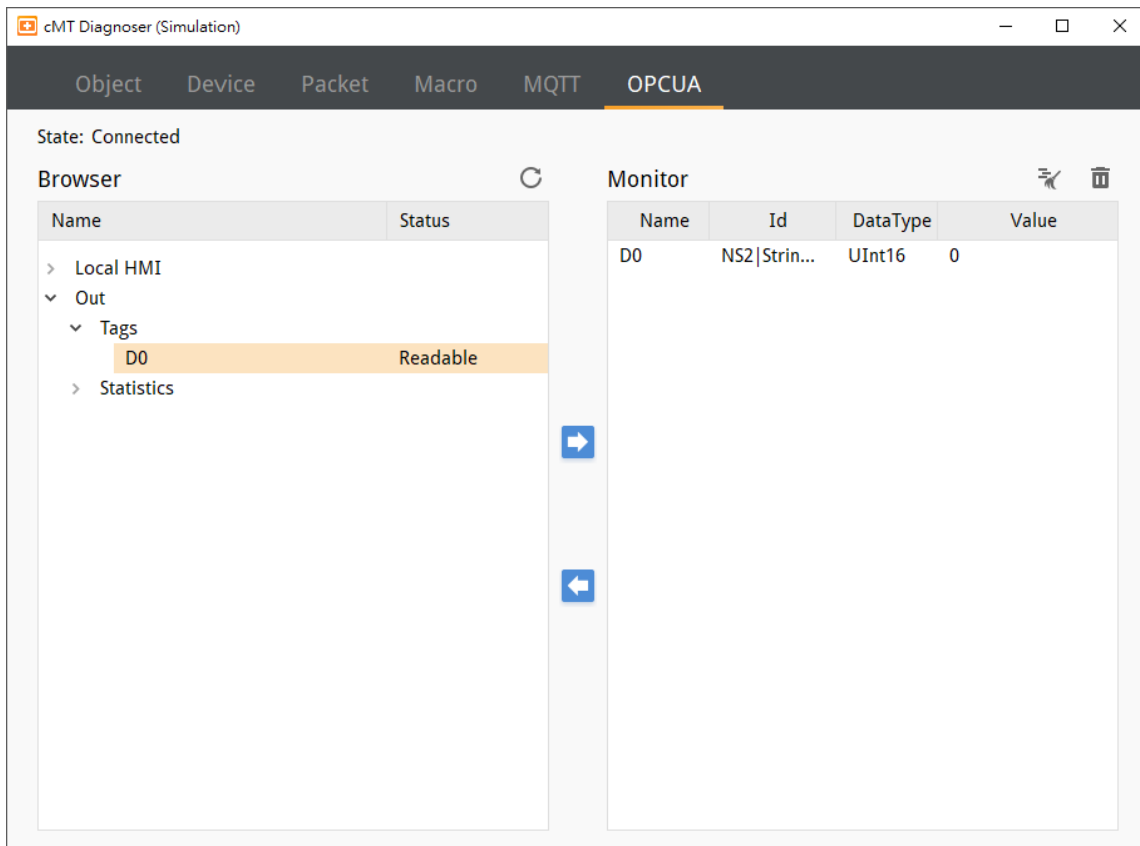 cMT Diagnoser (Simulation)
Object Device Packet Macro MQTT OPCUA
State: Connected
Browser
Name Status
Local HMI
Out
Tags
D0 Readable
Statistics
Monitor
Name Id DataType Value
D0 NS2|Strin... UInt16 0